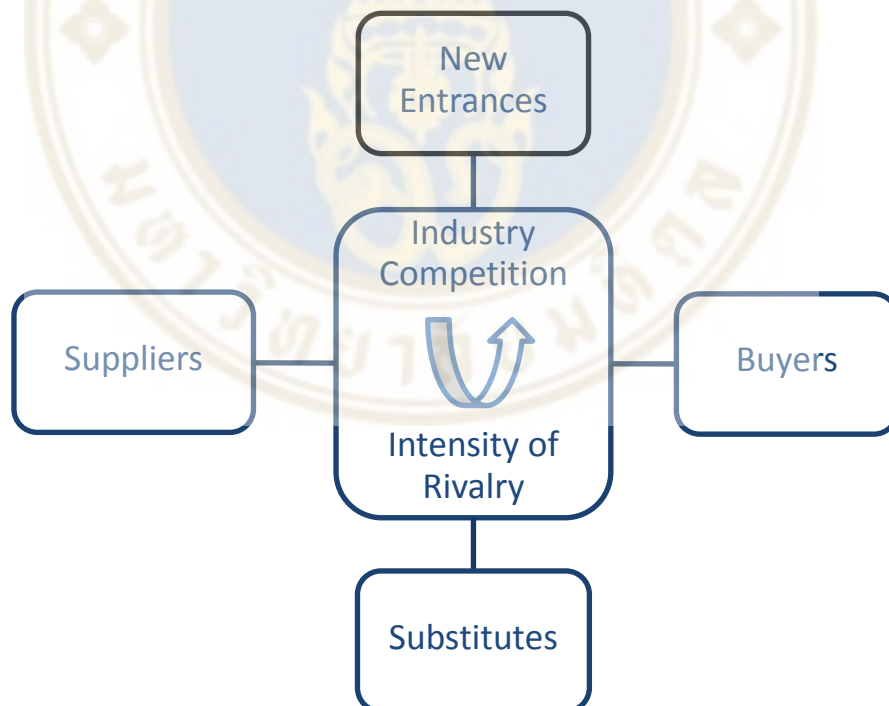 New
Entrances
Industry
Competition
Suppliers
Buyers
Intensity of
Rivalry
Substitutes